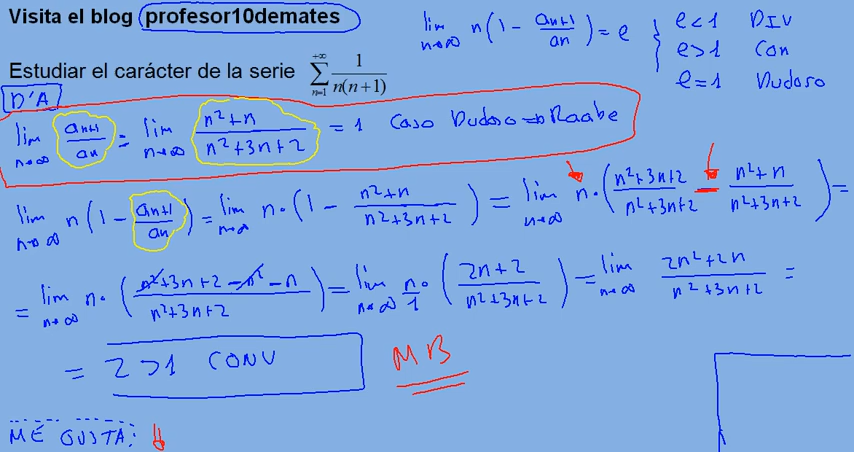 Visita el blog profesor10demates
lim n→∞ n(1 - an+1/an) = e { e<1 DIV
e>1 Con
e=1 Dudoso
Estudiar el carácter de la serie ∑ n=1 +∞ 1/n(n+1)
D'A
lim n→∞ an+1/an = lim n→∞ n²+n/n²+3n+2 = 1 Caso Dudoso ⇒ Raabe
lim n→∞ n(1 - an+1/an) = lim n→∞ n·(1 - n²+n/n²+3n+2) = lim n→∞ n·(n²+3n+2/n²+3n+2 - n²+n/n²+3n+2) =
= lim n→∞ n·(n²+3n+2-n²-n/n²+3n+2) = lim n→∞ n/1·(2n+2/n²+3n+2) = lim n→∞ 2n²+2n/n²+3n+2 =
= 2>1 CONV MB
ME GUSTA: